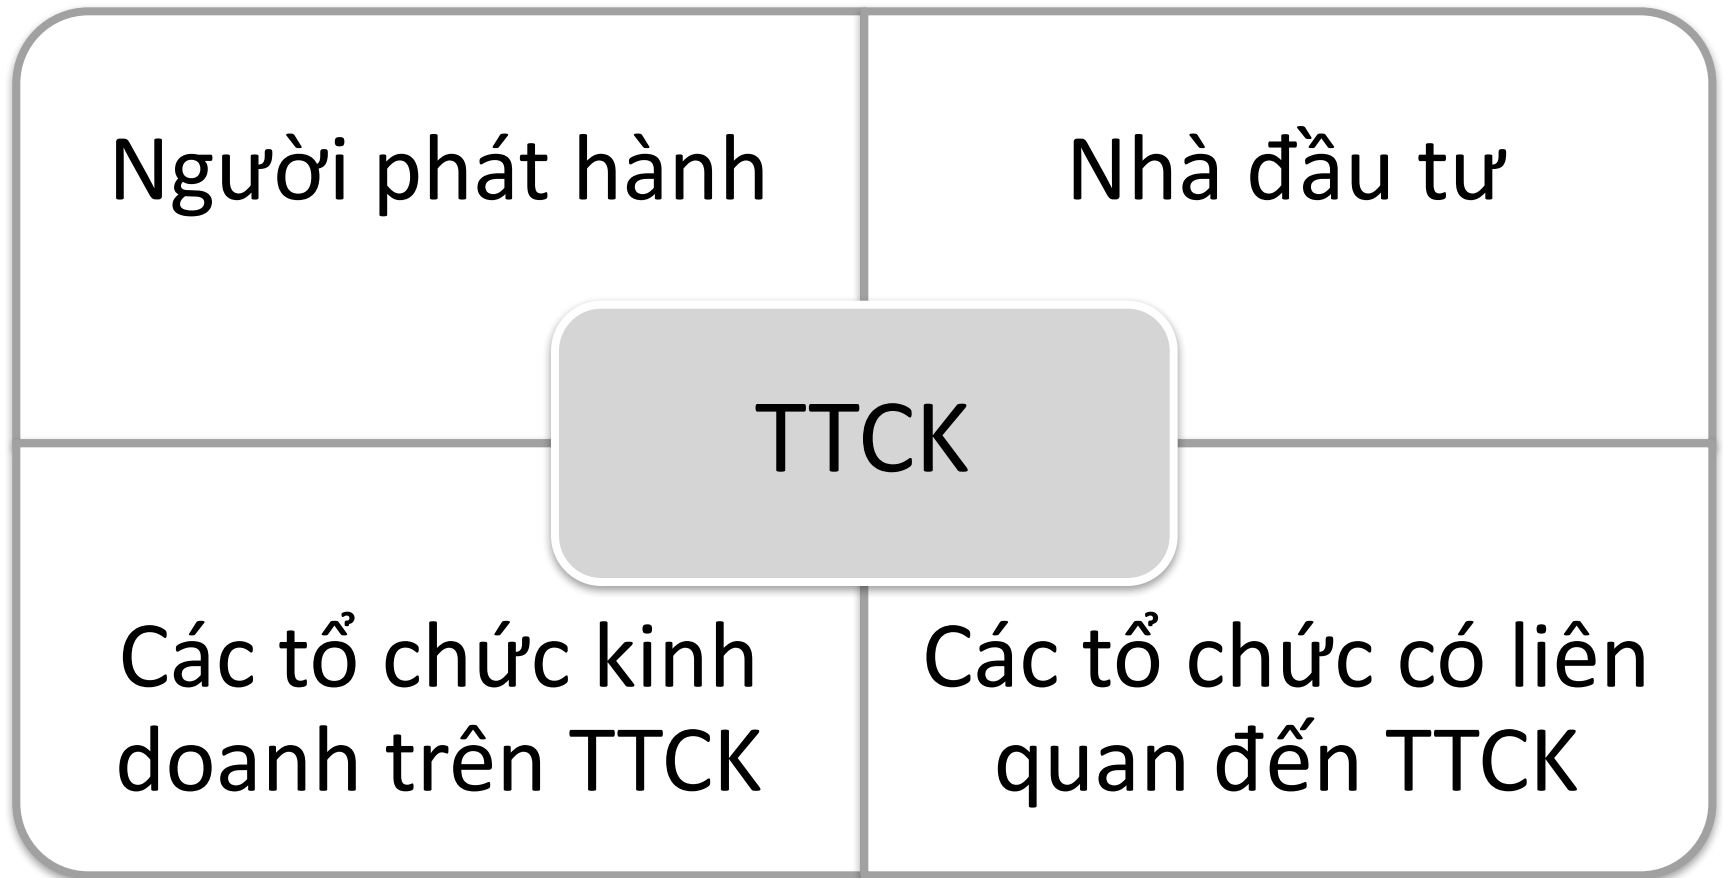 Người phát hành
Nhà đầu tư
TTCK
Các tổ chức kinh
doanh trên TTCK
Các tổ chức có liên
quan đến TTCK